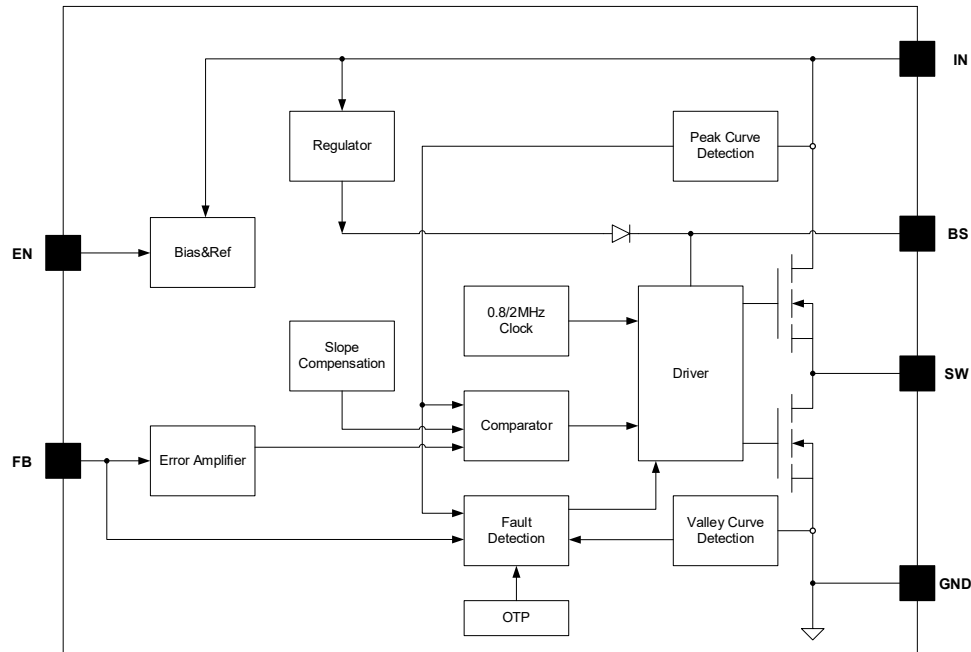 IN
Peak Curve
Detection
Regulator
EN
Bias&Ref
BS
0.8/2MHz
Clock
Slope
Compensation
Driver
SW
Comparator
FB
Error Amplifier
Fault
Detection
Valley Curve
Detection
GND
OTP